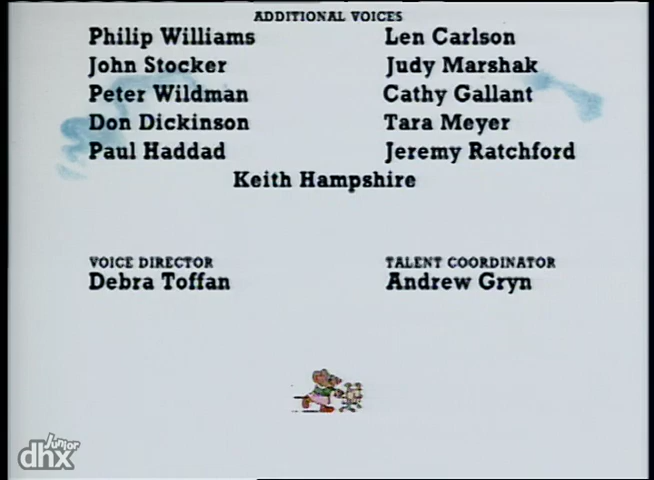 ADDITIONAL VOICES
Philip Williams Len Carlson
John Stocker Judy Marshak
Peter Wildman Cathy Gallant
Don Dickinson Tara Meyer
Paul Haddad Jeremy Ratchford
Keith Hampshire
VOICE DIRECTOR TALENT COORDINATOR
Debra Toffan Andrew Gryn
Junior
dhx